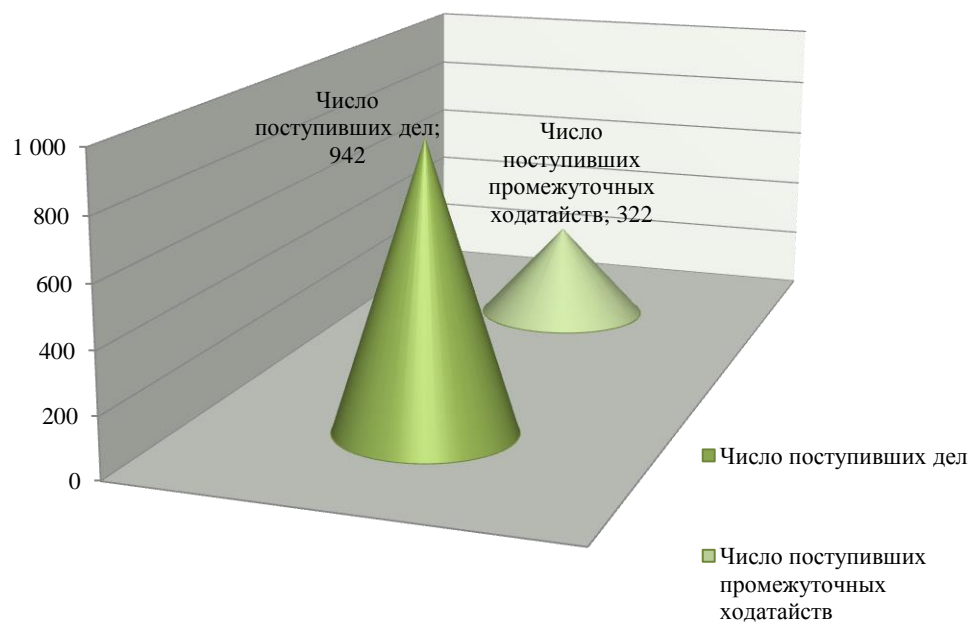 Число
поступивших дел;
942
Число
поступивших
промежуточных
ходатайств; 322
1 000
800
600
400
200
0
Число поступивших дел
Число поступивших
промежуточных
ходатайств